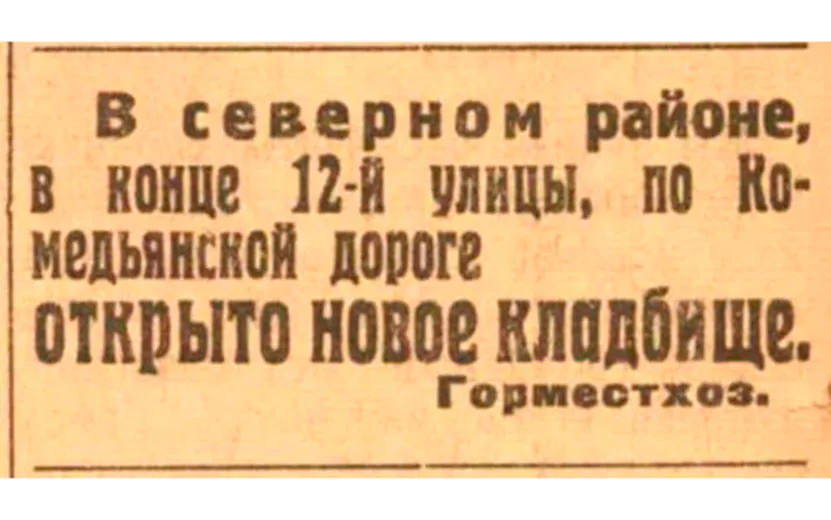 В северном районе,
в конце 12-й улицы, по Ко-
медьянской дороге
открыто новое кладбище.
Горместхоз.